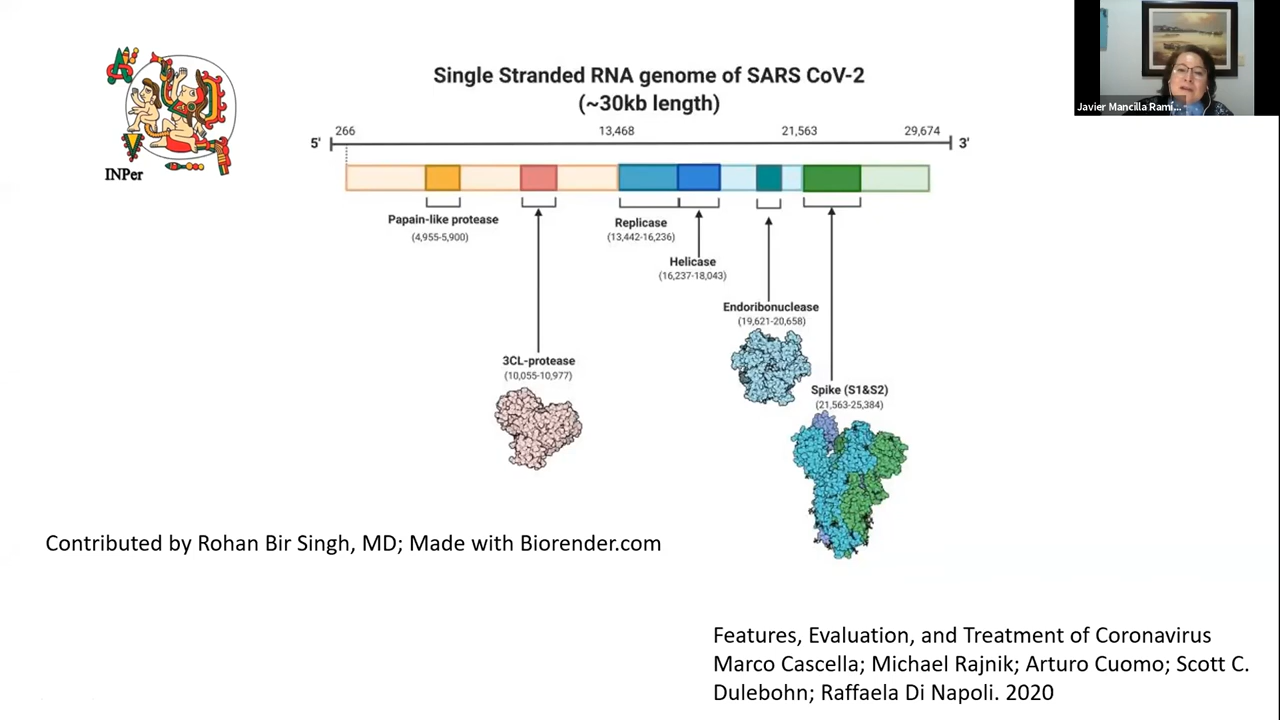 INPer
Single Stranded RNA genome of SARS CoV-2
(~30kb length)
5'
266
13,468
21,563
29,674
3'
Papain-like protease
(4,955-5,900)
Replicase
(13,442-16,236)
Helicase
(16,237-18,043)
Endoribonuclease
(19,621-20,658)
3CL-protease
(10,055-10,977)
Spike (S1&S2)
(21,563-25,384)
Contributed by Rohan Bir Singh, MD; Made with Biorender.com
Features, Evaluation, and Treatment of Coronavirus
Marco Cascella; Michael Rajnik; Arturo Cuomo; Scott C.
Dulebohn; Raffaela Di Napoli. 2020
Javier Mancilla Ramí...